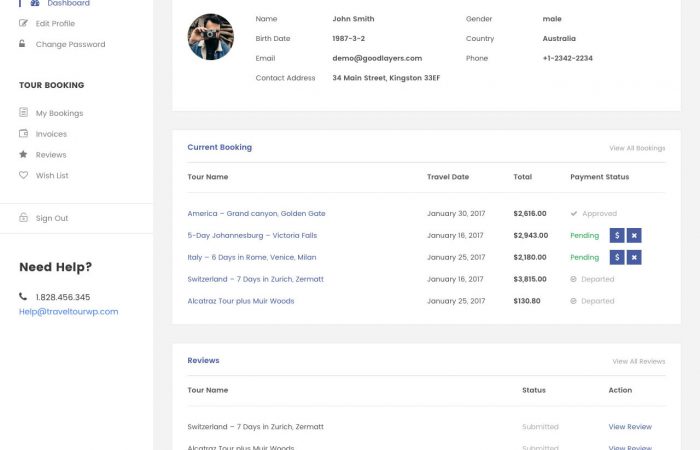 Dashboard
Edit Profile
Change Password
TOUR BOOKING
My Bookings
Invoices
Reviews
Wish List
Sign Out
Need Help?
1.828.456.345
Help@traveltourwp.com
Name John Smith Gender male
Birth Date 1987-3-2 Country Australia
Email demo@goodlayers.com Phone +1-2342-2234
Contact Address 34 Main Street, Kingston 33EF
Current Booking View All Bookings
Tour Name Travel Date Total Payment Status
America – Grand canyon, Golden Gate January 30, 2017 $2,616.00 Approved
5-Day Johannesburg – Victoria Falls January 16, 2017 $2,943.00 Pending $
Italy – 6 Days in Rome, Venice, Milan January 25, 2017 $2,180.00 Pending $
Switzerland – 7 Days in Zurich, Zermatt January 16, 2017 $3,815.00 Departed
Alcatraz Tour plus Muir Woods January 25, 2017 $130.80 Departed
Reviews View All Reviews
Tour Name Status Action
Switzerland – 7 Days in Zurich, Zermatt Submitted View Review
Alcatraz Tour plus Muir Woods Submitted View Review